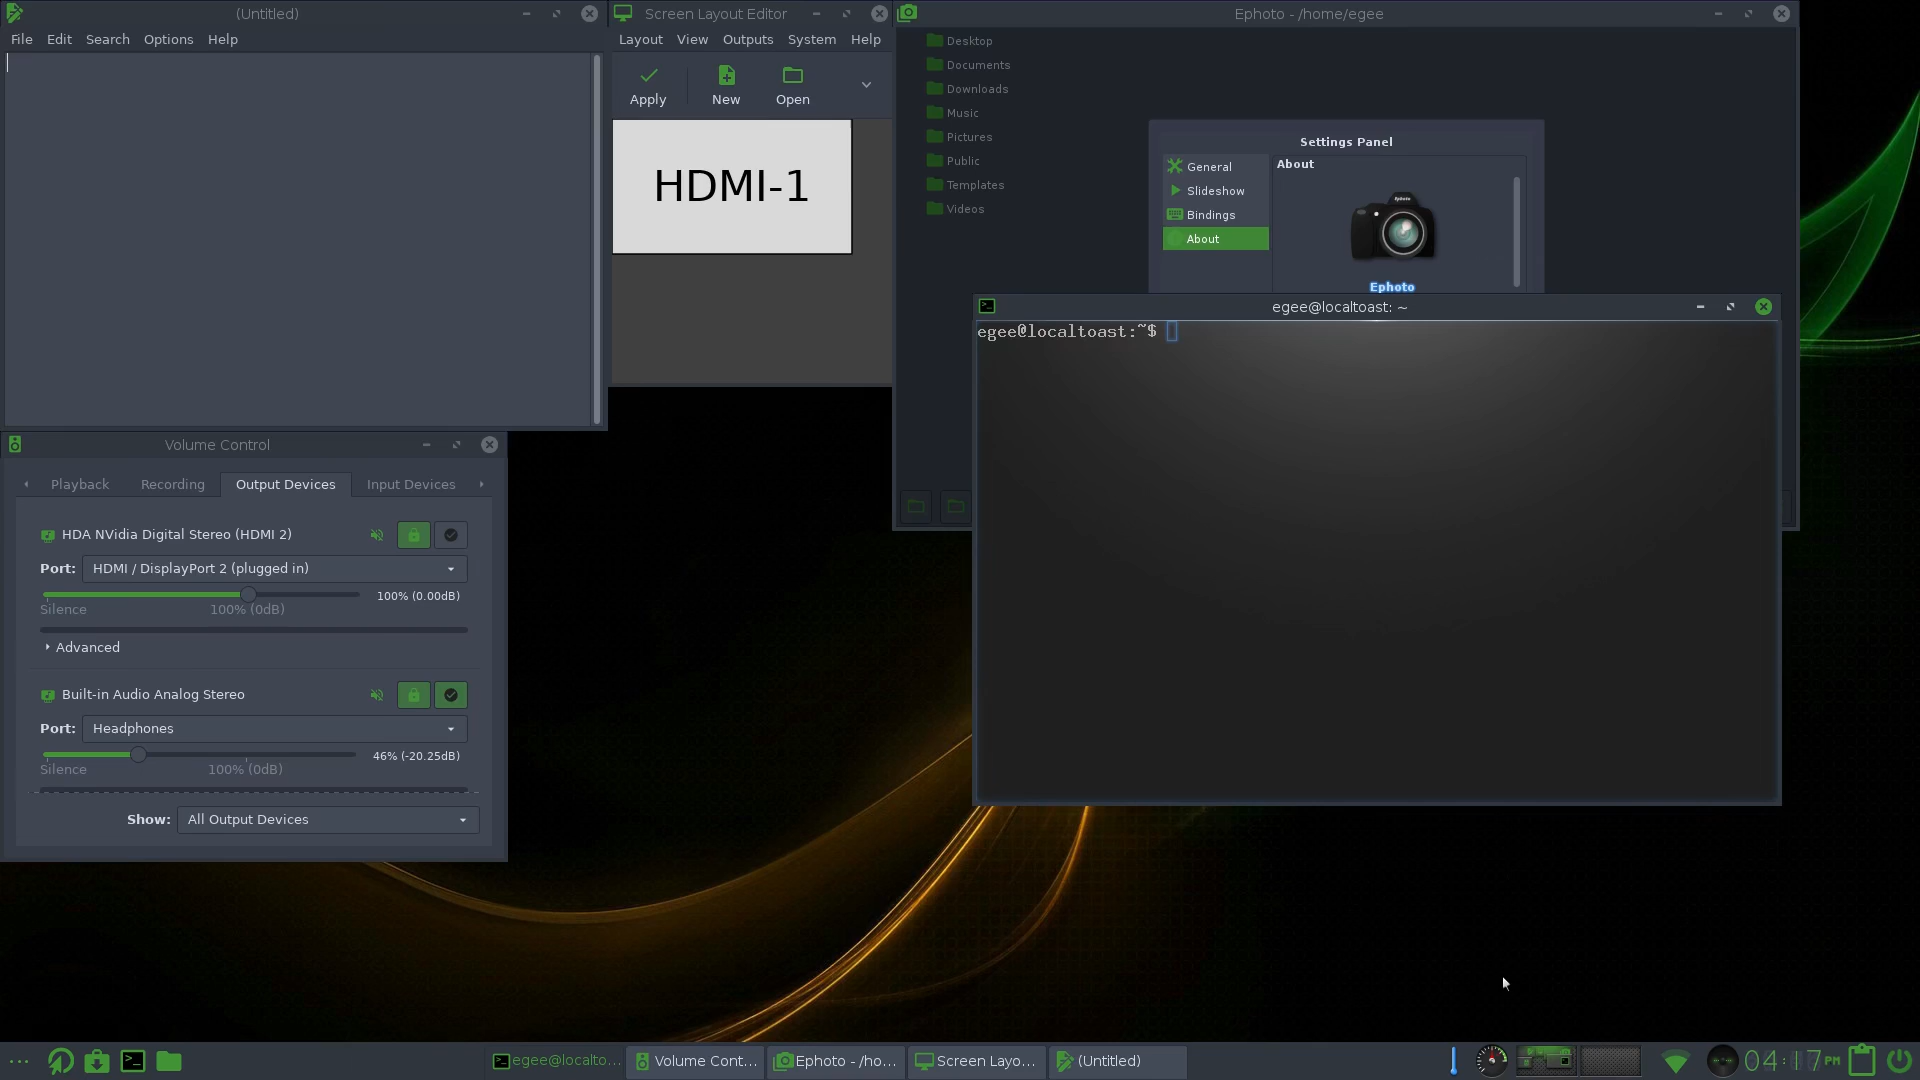 (Untitled)
File Edit Search Options Help
Screen Layout Editor
Layout View Outputs System Help
Apply New Open
HDMI-1
Ephoto - /home/egee
Desktop
Documents
Downloads
Music
Pictures
Public
Templates
Videos
Settings Panel
General
Slideshow
Bindings
About
About
Ephoto
Ephoto
egee@localtoast: ~
egee@localtoast:~$
Volume Control
Playback Recording Output Devices Input Devices
HDA NVidia Digital Stereo (HDMI 2)
Port: HDMI / DisplayPort 2 (plugged in)
100% (0.00dB)
Silence 100% (0dB)
Advanced
Built-in Audio Analog Stereo
Port: Headphones
46% (-20.25dB)
Silence 100% (0dB)
Show: All Output Devices
egee@localto... Volume Cont... Ephoto - /ho... Screen Layo... (Untitled)
04:17 PM